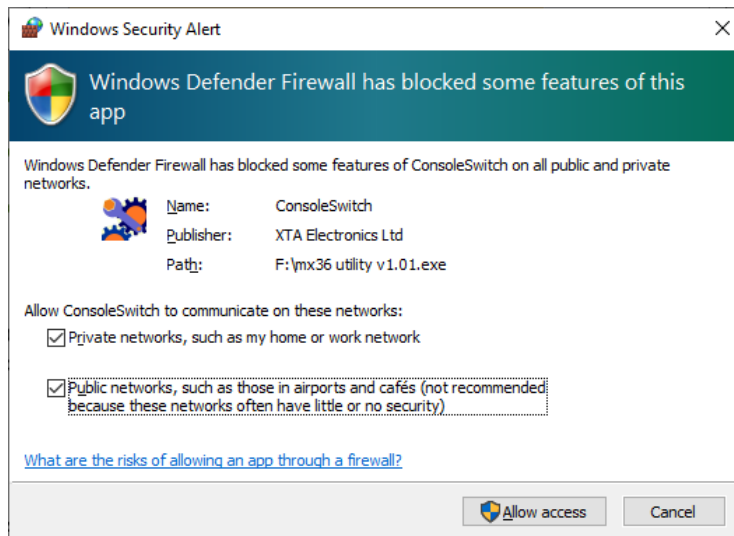 Windows Security Alert
Windows Defender Firewall has blocked some features of this
app
Windows Defender Firewall has blocked some features of ConsoleSwitch on all public and private
networks.
Name: ConsoleSwitch
Publisher: XTA Electronics Ltd
Path: F:\mx36 utility v1.01.exe
Allow ConsoleSwitch to communicate on these networks:
Private networks, such as my home or work network
Public networks, such as those in airports and cafés (not recommended
because these networks often have little or no security)
What are the risks of allowing an app through a firewall?
Allow access Cancel